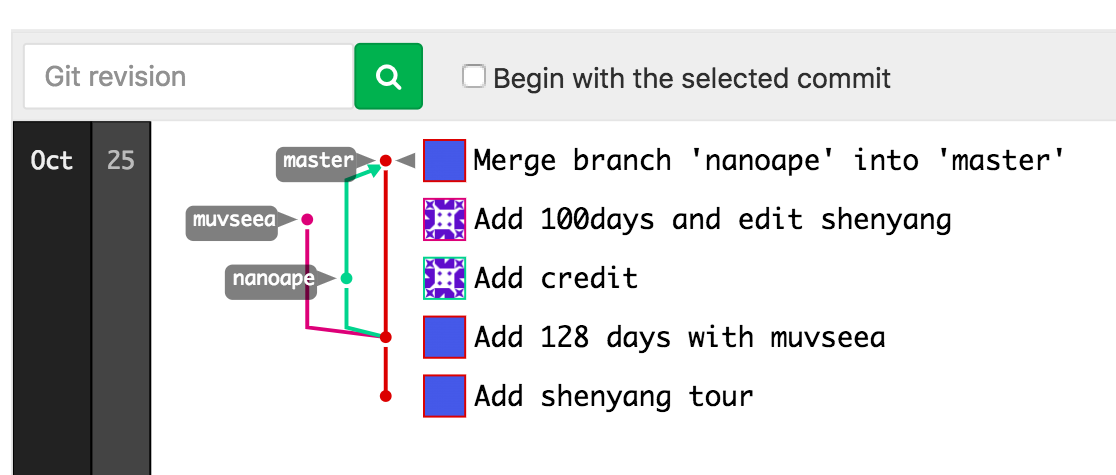 Git revision
Begin with the selected commit
Oct 25
master Merge branch 'nanoape' into 'master'
muvseea Add 100days and edit shenyang
nanoape Add credit
Add 128 days with muvseea
Add shenyang tour